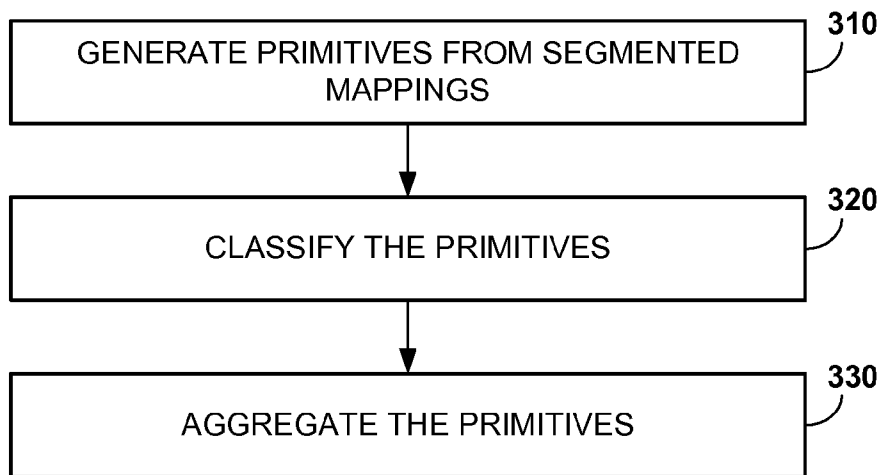 310
GENERATE PRIMITIVES FROM SEGMENTED
MAPPINGS
320
CLASSIFY THE PRIMITIVES
330
AGGREGATE THE PRIMITIVES